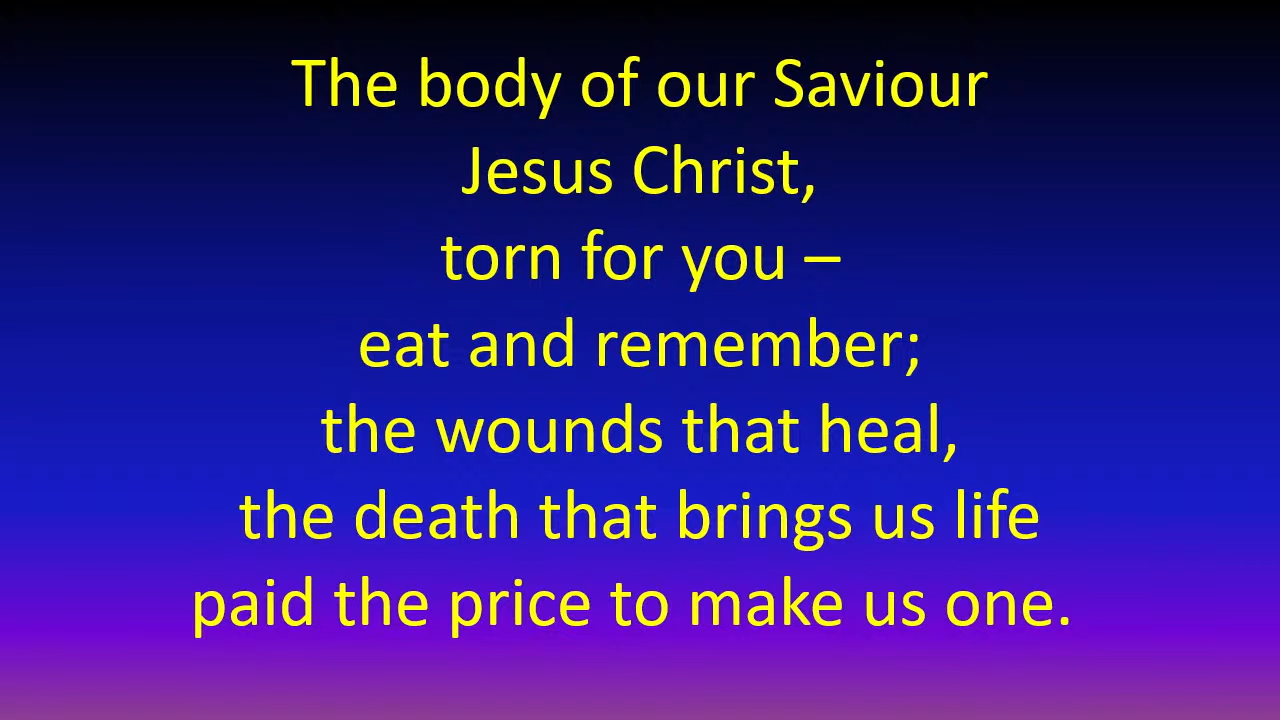 The body of our Saviour
Jesus Christ,
torn for you –
eat and remember;
the wounds that heal,
the death that brings us life
paid the price to make us one.